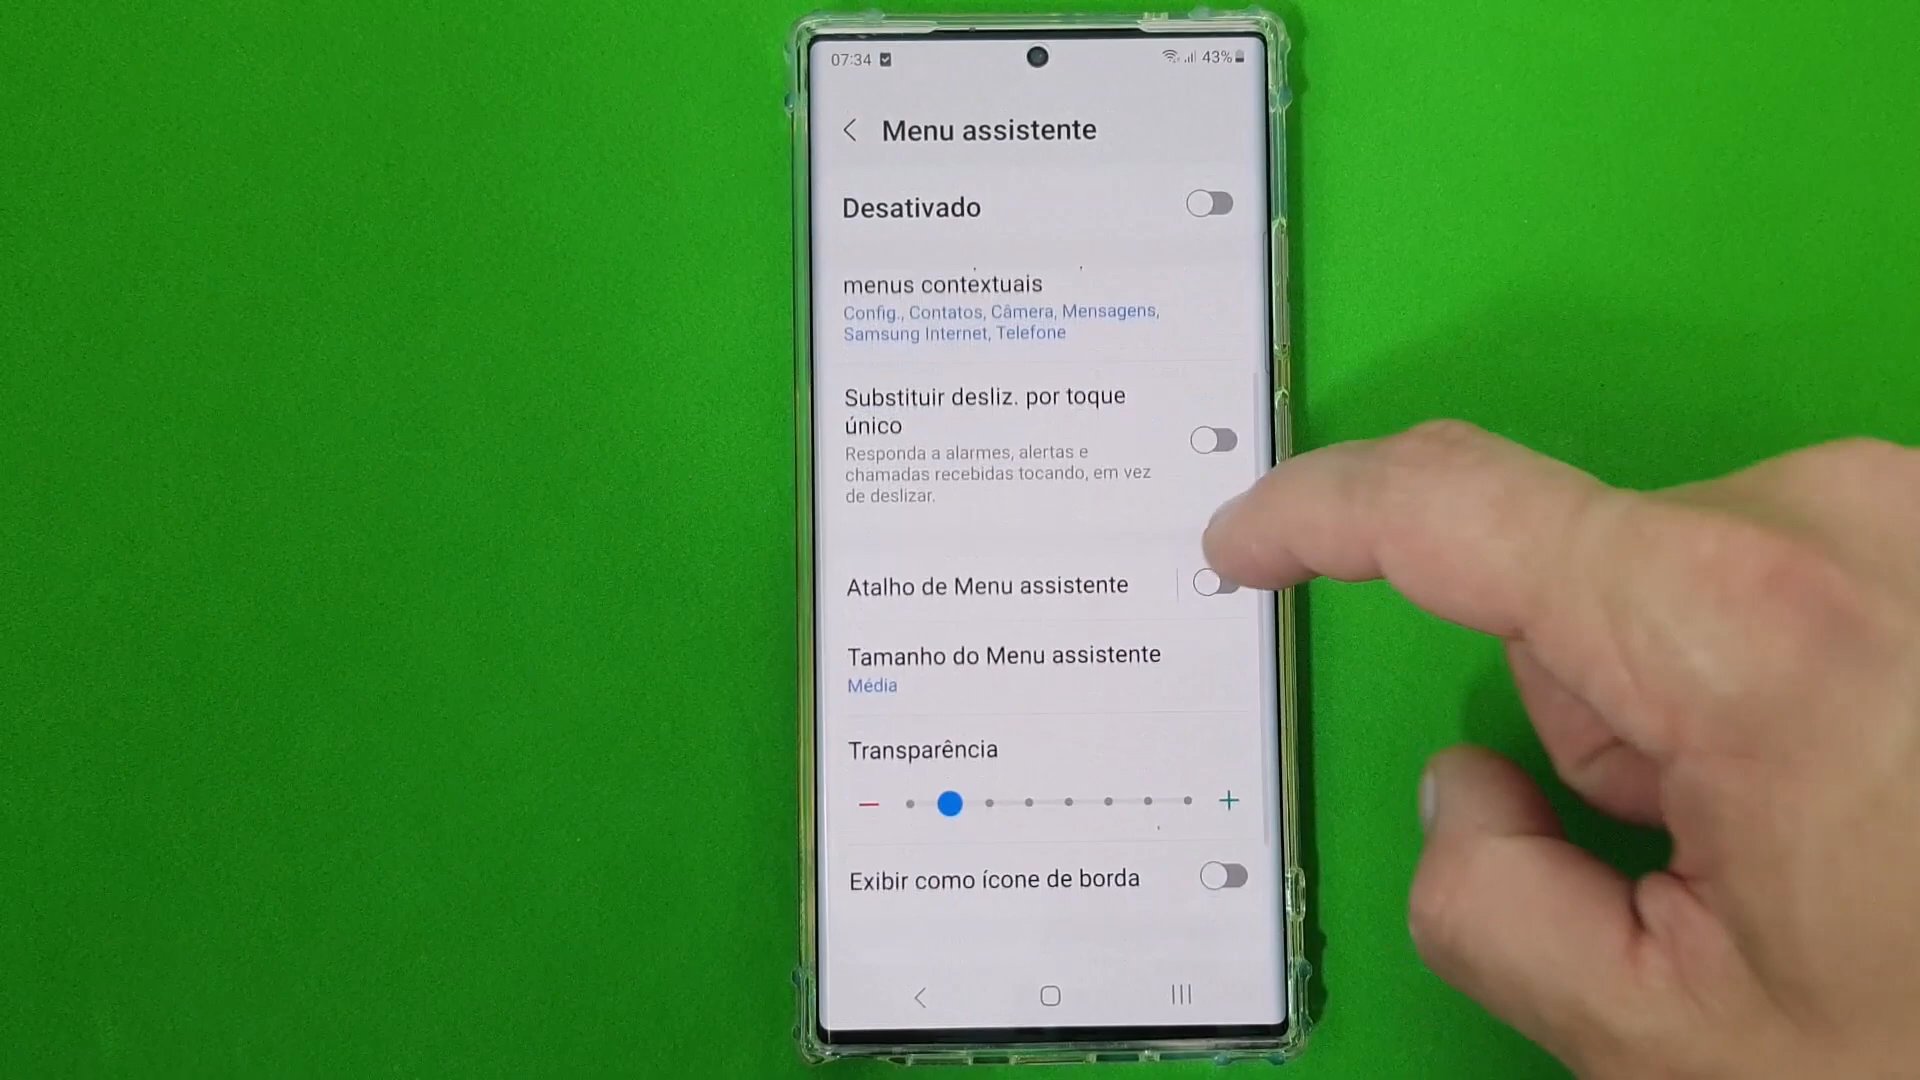 07:34
43%
Menu assistente
Desativado
menus contextuais
Config., Contatos, Câmera, Mensagens,
Samsung Internet, Telefone
Substituir desliz. por toque
único
Responda a alarmes, alertas e
chamadas recebidas tocando, em vez
de deslizar.
Atalho de Menu assistente
Tamanho do Menu assistente
Média
Transparência
Exibir como ícone de borda